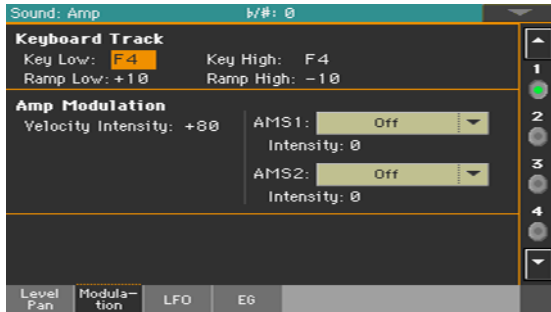 Sound: Amp b/#: 0
Keyboard Track
Key Low: F4 Key High: F4
Ramp Low: +10 Ramp High: -10
Amp Modulation
Velocity Intensity: +80 AMS1: Off
Intensity: 0
AMS2: Off
Intensity: 0
1
2
3
4
Level Pan Modula-tion LFO EG